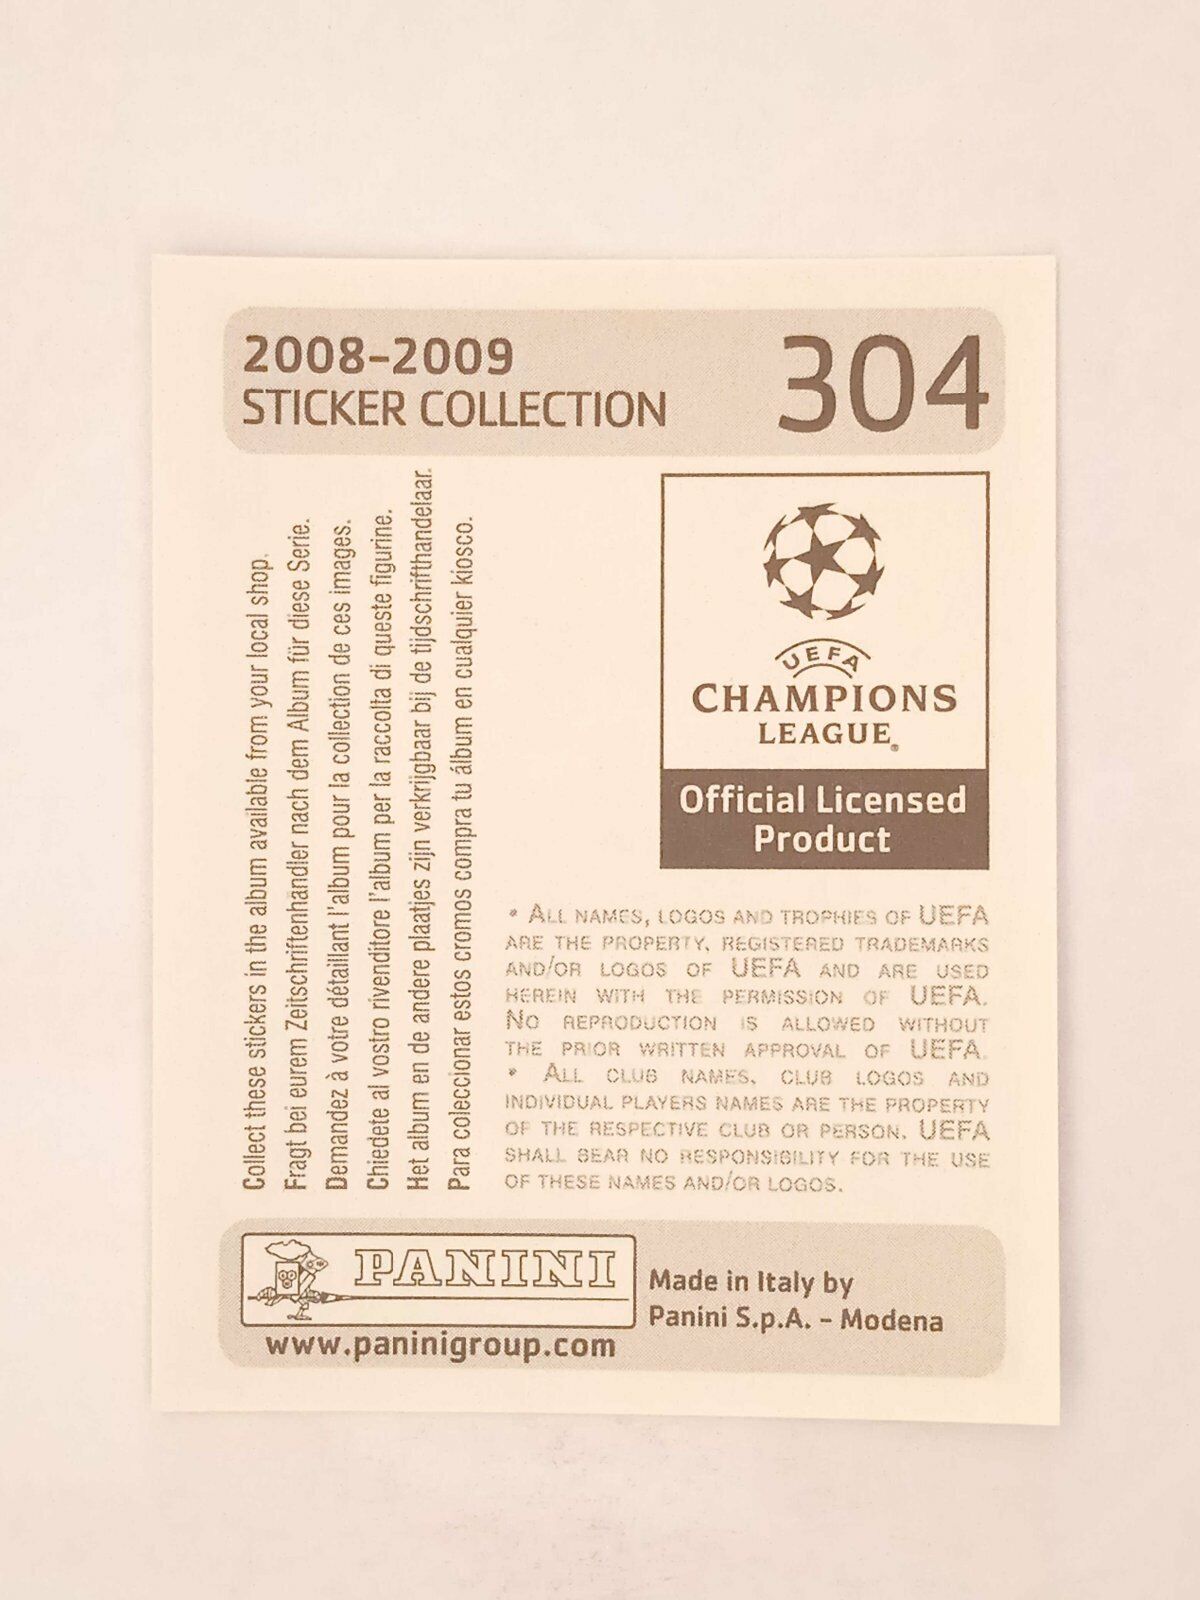 2008-2009
STICKER COLLECTION
304
Collect these stickers in the album available from your local shop.
Fragt bei eurem Zeitschriftenhändler nach dem Album für diese Serie.
Demandez à votre détaillant l'album pour la collection de ces images.
Chiedete al vostro rivenditore l'album per la raccolta di queste figurine.
Het album en de andere plaatjes zijn verkrijgbaar bij de tijdschrifthandelaar.
Para coleccionar estos cromos compra tu álbum en cualquier kiosco.
UEFA
CHAMPIONS
LEAGUE®
Official Licensed
Product
* ALL NAMES, LOGOS AND TROPHIES OF UEFA
ARE THE PROPERTY, REGISTERED TRADEMARKS
AND/OR LOGOS OF UEFA AND ARE USED
HEREIN WITH THE PERMISSION OF UEFA.
NO REPRODUCTION IS ALLOWED WITHOUT
THE PRIOR WRITTEN APPROVAL OF UEFA.
* ALL CLUB NAMES, CLUB LOGOS AND
INDIVIDUAL PLAYERS NAMES ARE THE PROPERTY
OF THE RESPECTIVE CLUB OR PERSON. UEFA
SHALL BEAR NO RESPONSIBILITY FOR THE USE
OF THESE NAMES AND/OR LOGOS.
PANINI
www.paninigroup.com
Made in Italy by
Panini S.p.A. - Modena